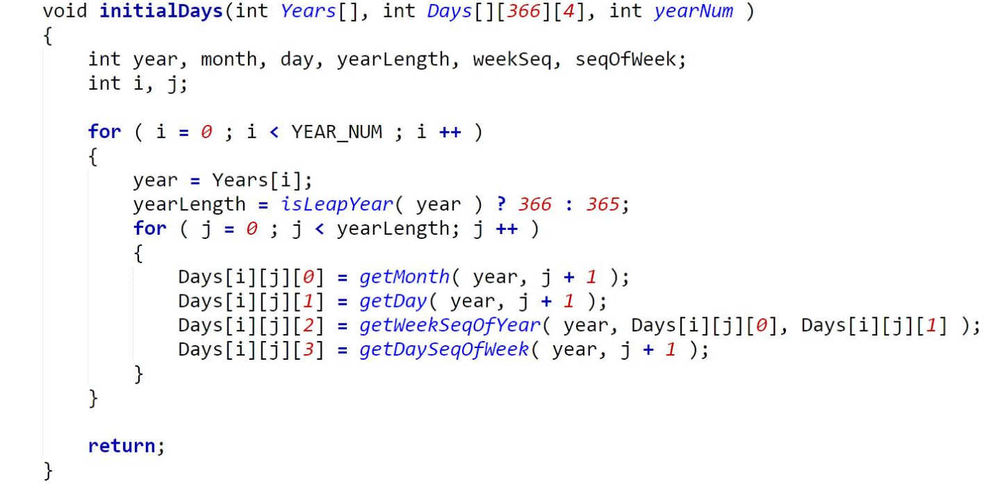 void initialDays(int Years[], int Days[][366][4], int yearNum )
{
    int year, month, day, yearLength, weekSeq, seqOfWeek;
    int i, j;

    for ( i = 0 ; i < YEAR_NUM ; i ++ )
    {
        year = Years[i];
        yearLength = isLeapYear( year ) ? 366 : 365;
        for ( j = 0 ; j < yearLength; j ++ )
        {
            Days[i][j][0] = getMonth( year, j + 1 );
            Days[i][j][1] = getDay( year, j + 1 );
            Days[i][j][2] = getWeekSeqOfYear( year, Days[i][j][0], Days[i][j][1] );
            Days[i][j][3] = getDaySeqOfWeek( year, j + 1 );
        }
    }

    return;
}